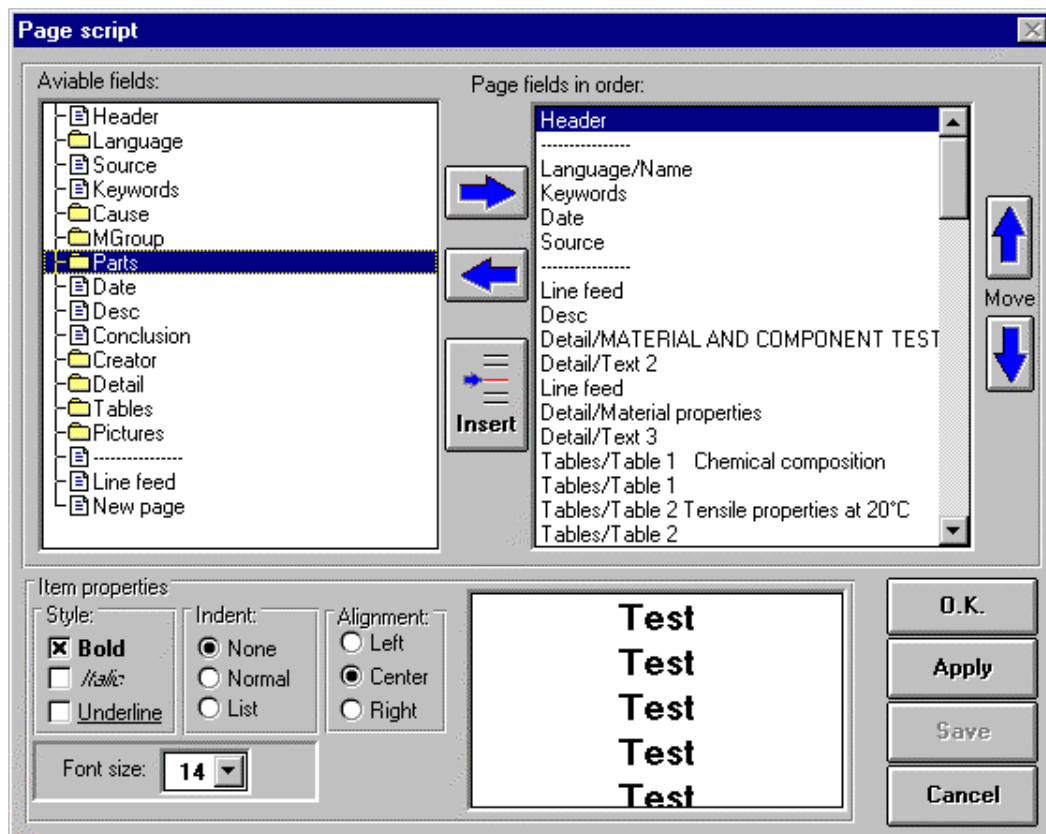 Page script
Aviable fields:
Header
Language
Source
Keywords
Cause
MGroup
Parts
Date
Desc
Conclusion
Creator
Detail
Tables
Pictures
---------------
Line feed
New page
Insert
Page fields in order:
Header
---------------
Language/Name
Keywords
Date
Source
---------------
Line feed
Desc
Detail/MATERIAL AND COMPONENT TEST
Detail/Text 2
Line feed
Detail/Material properties
Detail/Text 3
Tables/Table 1   Chemical composition
Tables/Table 1
Tables/Table 2 Tensile properties at 20°C
Tables/Table 2
Move
Item properties
Style:
Bold
Italic
Underline
Indent:
None
Normal
List
Alignment:
Left
Center
Right
Font size: 14
Test
Test
Test
Test
Test
O.K.
Apply
Save
Cancel